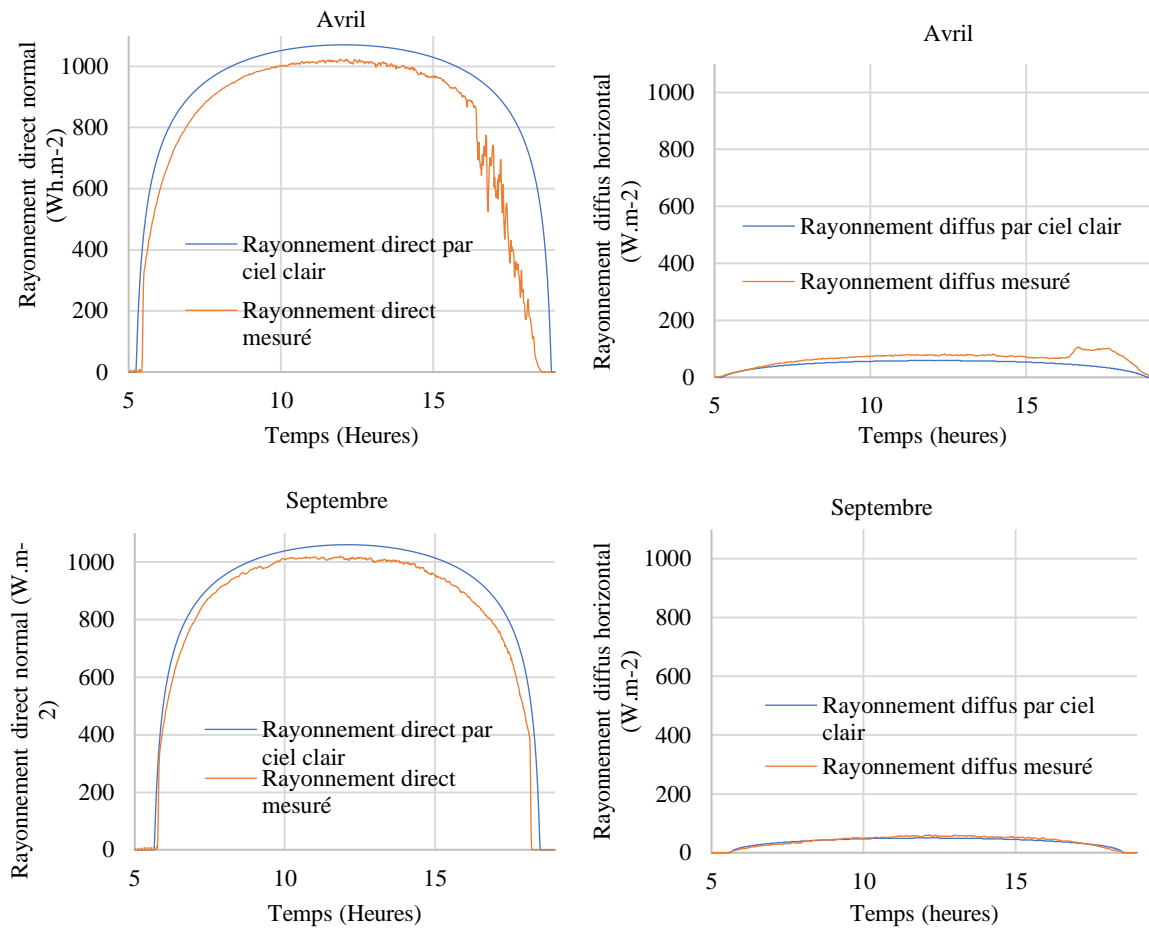 Avril
Rayonnement direct normal
(Wh.m-2)
1000
800
600
400
200
0
Rayonnement direct par
ciel clair
Rayonnement direct
mesuré
5
10
15
Temps (Heures)
Avril
Rayonnement diffus horizontal
(W.m-2)
1000
800
600
400
200
0
Rayonnement diffus par ciel clair
Rayonnement diffus mesuré
5
10
15
Temps (heures)
Septembre
Rayonnement direct normal (W.m-
2)
1000
800
600
400
200
0
Rayonnement direct par
ciel clair
Rayonnement direct
mesuré
5
10
15
Temps (Heures)
Septembre
Rayonnement diffus horizontal
(W.m-2)
1000
800
600
400
200
0
Rayonnement diffus par ciel
clair
Rayonnement diffus mesuré
5
10
15
Temps (heures)